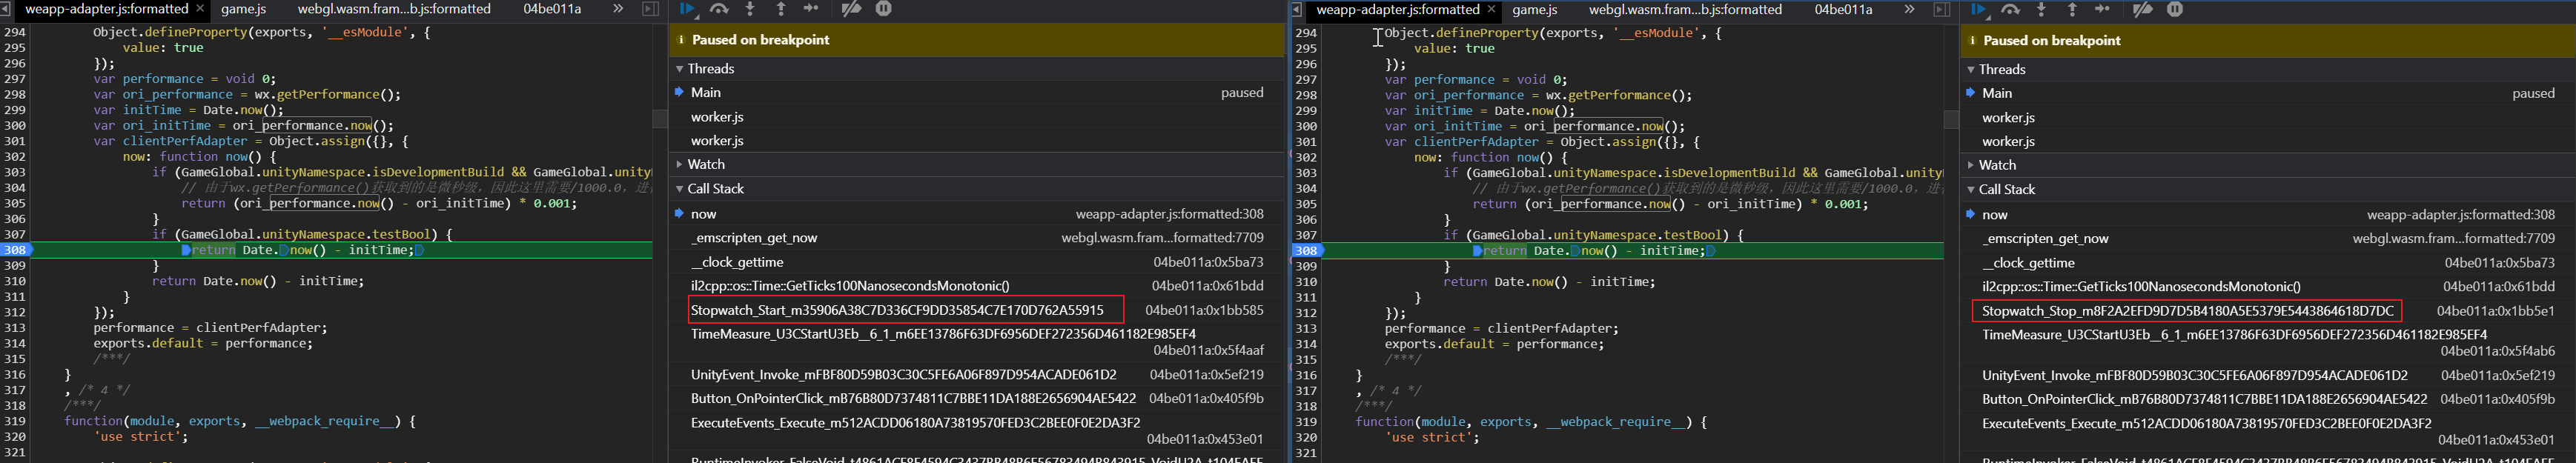 weapp-adapter.js:formatted × game.js webgl.wasm.fram...b.js:formatted 04be011a »
294 Object.defineProperty(exports, '__esModule', {
295 value: true
296 });
297 var performance = void 0;
298 var ori_performance = wx.getPerformance();
299 var initTime = Date.now();
300 var ori_initTime = ori_performance.now();
301 var clientPerfAdapter = Object.assign({}, {
302 now: function now() {
303 if (GameGlobal.unityNamespace.isDevelopmentBuild && GameGlobal.unity
304 // 由于wx.getPerformance()获取到的是微秒级，因此这里需要/1000.0，进
305 return (ori_performance.now() - ori_initTime) * 0.001;
306 }
307 if (GameGlobal.unityNamespace.testBool) {
308 return Date.now() - initTime;
309 }
310 return Date.now() - initTime;
311 }
312 });
313 performance = clientPerfAdapter;
314 exports.default = performance;
315 /***/
316 }
317 , /* 4 */
318 /***/
319 function(module, exports, __webpack_require__) {
320 'use strict';
321
Paused on breakpoint
Threads
Main paused
worker.js
worker.js
Watch
Call Stack
now weapp-adapter.js:formatted:308
_emscripten_get_now webgl.wasm.fram...formatted:7709
__clock_gettime 04be011a:0x5ba73
il2cpp::os::Time::GetTicks100NanosecondsMonotonic() 04be011a:0x61bdd
Stopwatch_Start_m35906A38C7D336CF9DD35854C7E170D762A55915 04be011a:0x1bb585
TimeMeasure_U3CStartU3Eb__6_1_m6EE13786F63DF6956DEF272356D461182E985EF4
04be011a:0x5f4aaf
UnityEvent_Invoke_mFBF80D59B03C30C5FE6A06F897D954ACADE061D2 04be011a:0x5ef219
Button_OnPointerClick_mB76B80D7374811C7BBE11DA188E2656904AE5422 04be011a:0x405f9b
ExecuteEvents_Execute_m512ACDD06180A73819570FED3C2BEE0F0E2DA3F2
04be011a:0x453e01
weapp-adapter.js:formatted × game.js webgl.wasm.fram...b.js:formatted 04be011a »
294 Object.defineProperty(exports, '__esModule', {
295 value: true
296 });
297 var performance = void 0;
298 var ori_performance = wx.getPerformance();
299 var initTime = Date.now();
300 var ori_initTime = ori_performance.now();
301 var clientPerfAdapter = Object.assign({}, {
302 now: function now() {
303 if (GameGlobal.unityNamespace.isDevelopmentBuild && GameGlobal.unity
304 // 由于wx.getPerformance()获取到的是微秒级，因此这里需要/1000.0，进
305 return (ori_performance.now() - ori_initTime) * 0.001;
306 }
307 if (GameGlobal.unityNamespace.testBool) {
308 return Date.now() - initTime;
309 }
310 return Date.now() - initTime;
311 }
312 });
313 performance = clientPerfAdapter;
314 exports.default = performance;
315 /***/
316 }
317 , /* 4 */
318 /***/
319 function(module, exports, __webpack_require__) {
320 'use strict';
321
Paused on breakpoint
Threads
Main paused
worker.js
worker.js
Watch
Call Stack
now weapp-adapter.js:formatted:308
_emscripten_get_now webgl.wasm.fram...formatted:7709
__clock_gettime 04be011a:0x5ba73
il2cpp::os::Time::GetTicks100NanosecondsMonotonic() 04be011a:0x61bdd
Stopwatch_Stop_m8F2A2EFD9D7D5B4180A5E5379E5443864618D7DC 04be011a:0x1bb5e1
TimeMeasure_U3CStartU3Eb__6_1_m6EE13786F63DF6956DEF272356D461182E985EF4
04be011a:0x5f4ab6
UnityEvent_Invoke_mFBF80D59B03C30C5FE6A06F897D954ACADE061D2 04be011a:0x5ef219
Button_OnPointerClick_mB76B80D7374811C7BBE11DA188E2656904AE5422 04be011a:0x405f9b
ExecuteEvents_Execute_m512ACDD06180A73819570FED3C2BEE0F0E2DA3F2
04be011a:0x453e01